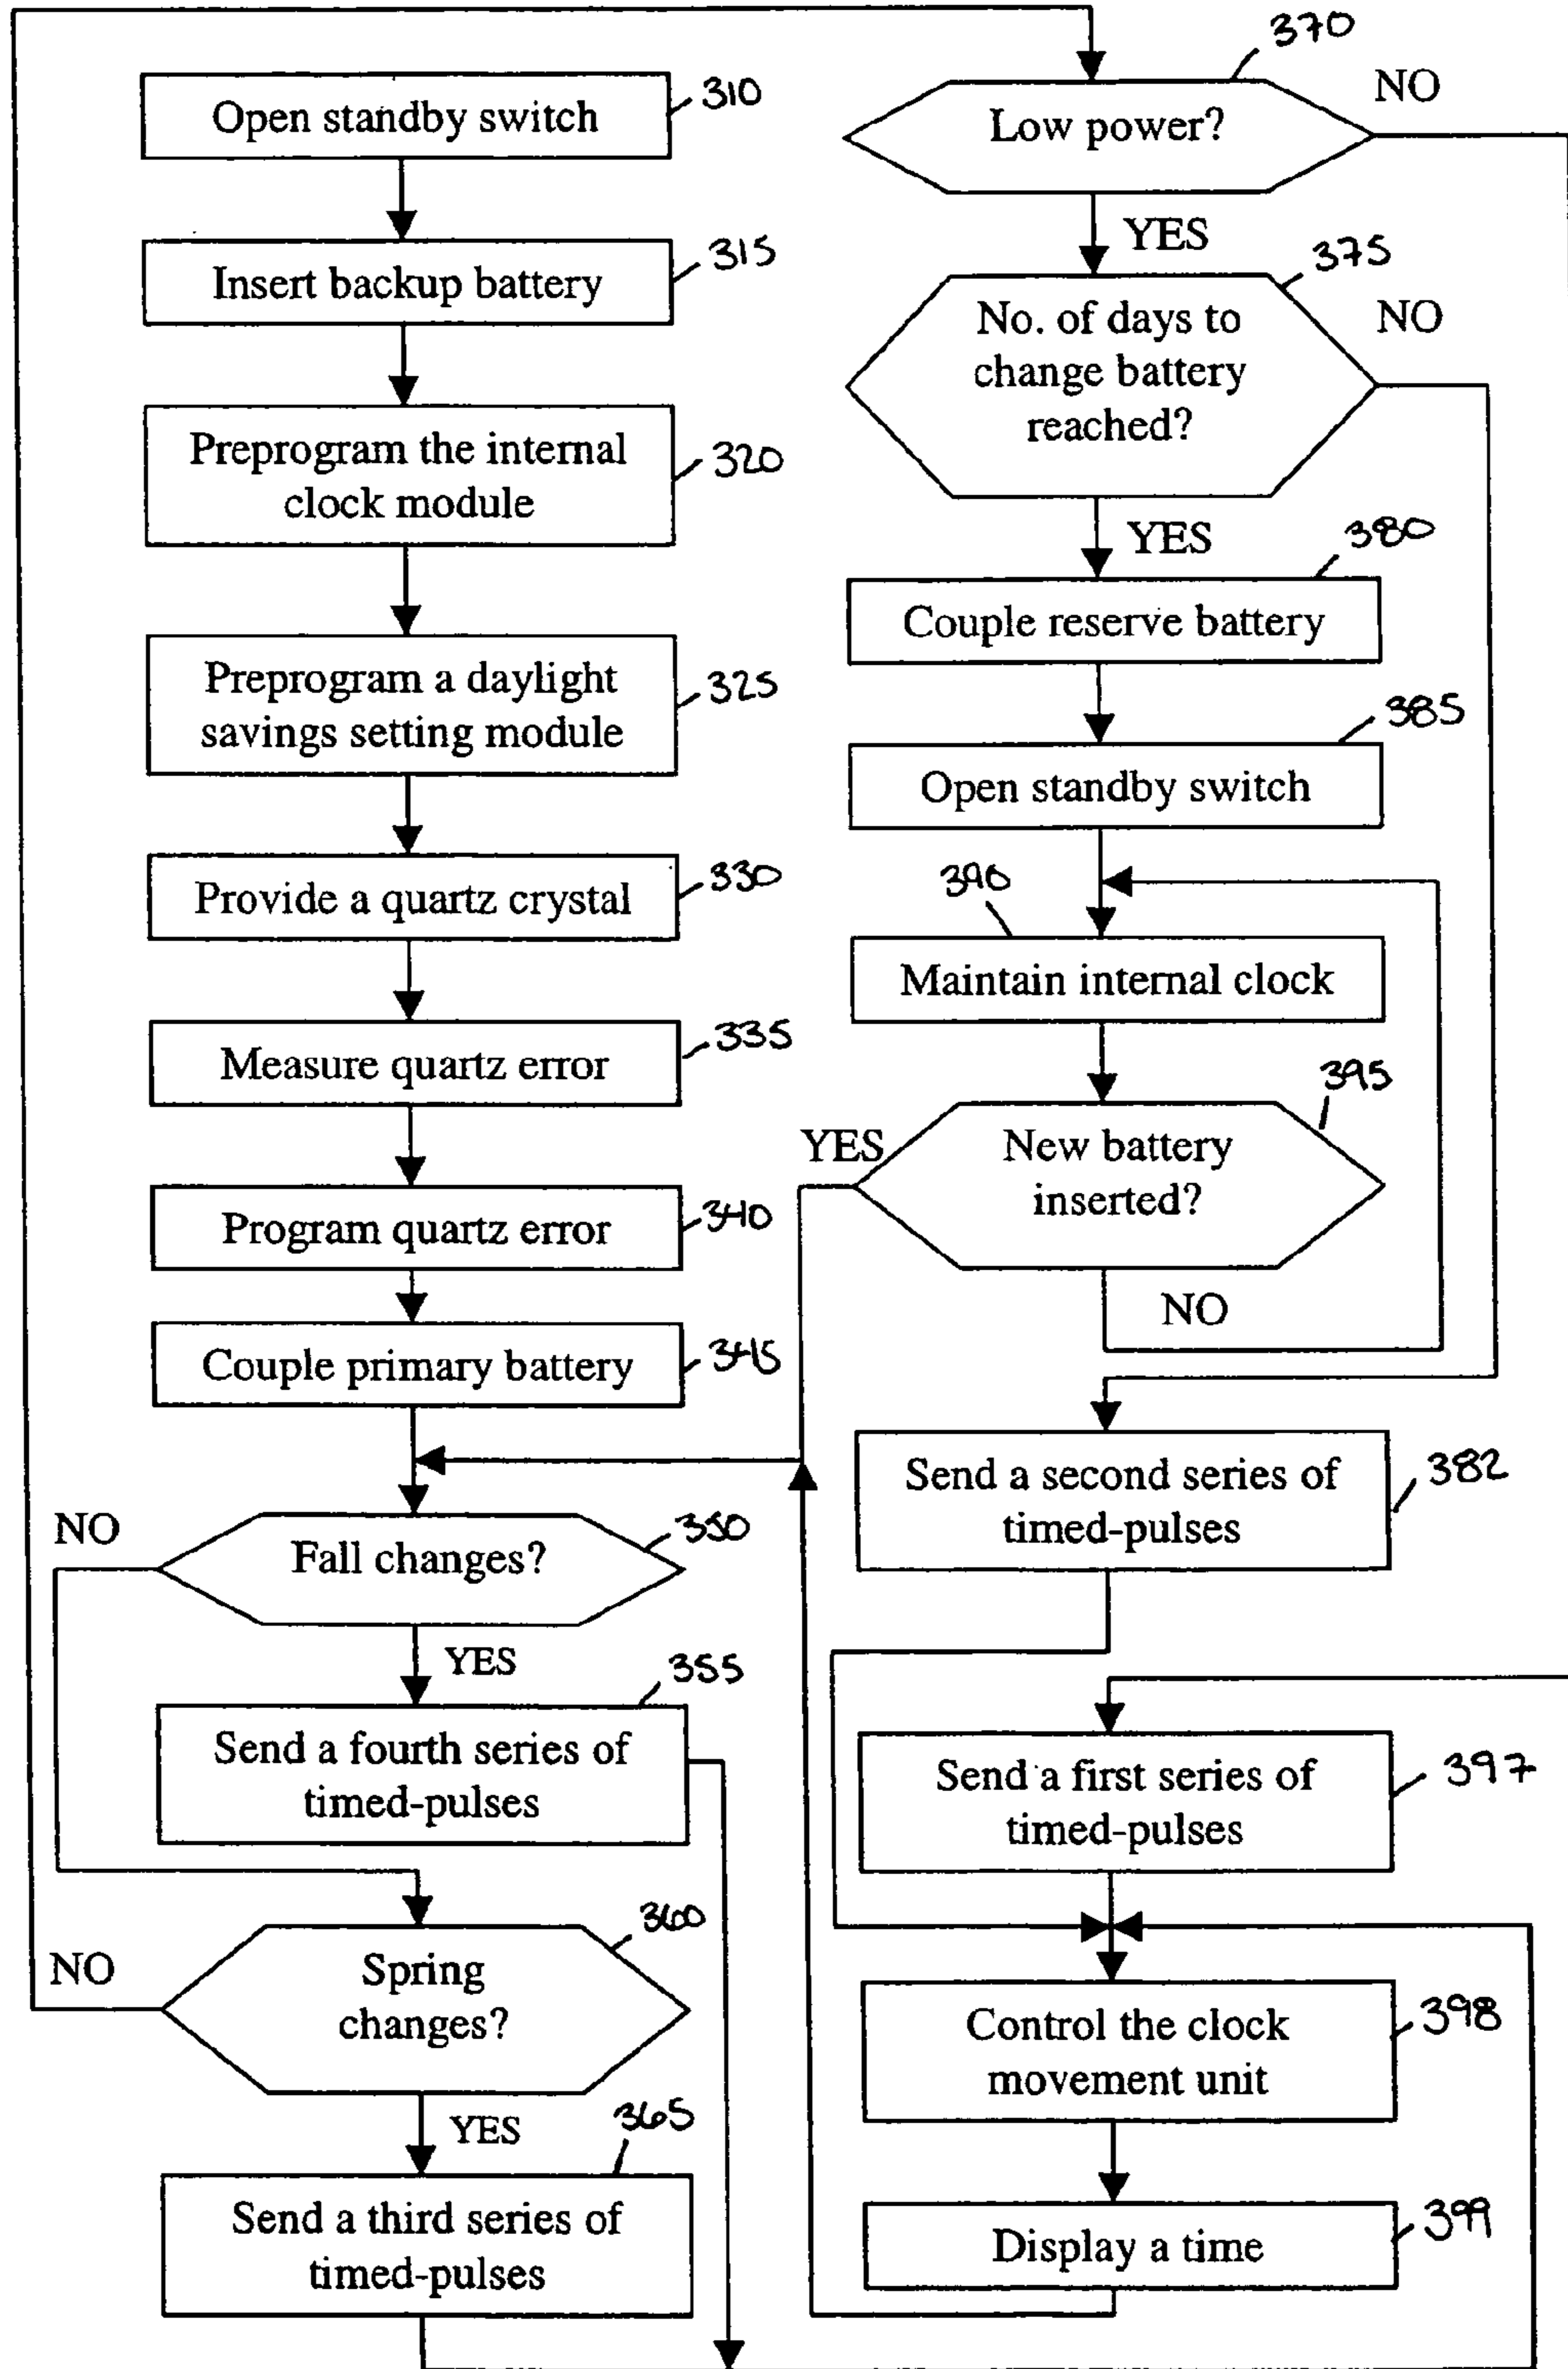 Open standby switch
310
Insert backup battery
315
Preprogram the internal
clock module
320
Preprogram a daylight
savings setting module
325
Provide a quartz crystal
330
Measure quartz error
335
Program quartz error
340
Couple primary battery
345
Fall changes?
350
NO
YES
355
Send a fourth series of
timed-pulses
Spring
changes?
360
NO
YES
365
Send a third series of
timed-pulses
370
Low power?
NO
YES
375
No. of days to
change battery
reached?
NO
YES
380
Couple reserve battery
385
Open standby switch
390
Maintain internal clock
395
New battery
inserted?
YES
NO
Send a second series of
timed-pulses
382
Send a first series of
timed-pulses
397
Control the clock
movement unit
398
Display a time
399